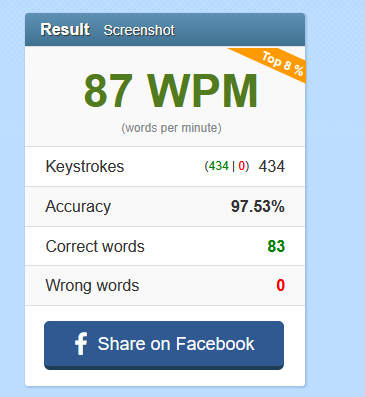 Result Screenshot
Top 8 %
87 WPM
(words per minute)
Keystrokes (434 | 0) 434
Accuracy 97.53%
Correct words 83
Wrong words 0
Share on Facebook